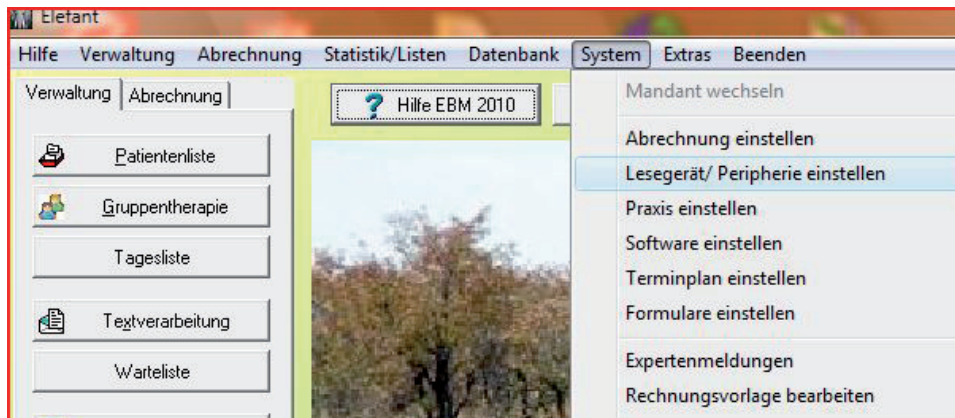 Elefant
Hilfe Verwaltung Abrechnung Statistik/Listen Datenbank System Extras Beenden
Verwaltung Abrechnung
Hilfe EBM 2010
Patientenliste
Gruppentherapie
Tagesliste
Textverarbeitung
Warteliste
Mandant wechseln
Abrechnung einstellen
Lesegerät/ Peripherie einstellen
Praxis einstellen
Software einstellen
Terminplan einstellen
Formulare einstellen
Expertenmeldungen
Rechnungsvorlage bearbeiten